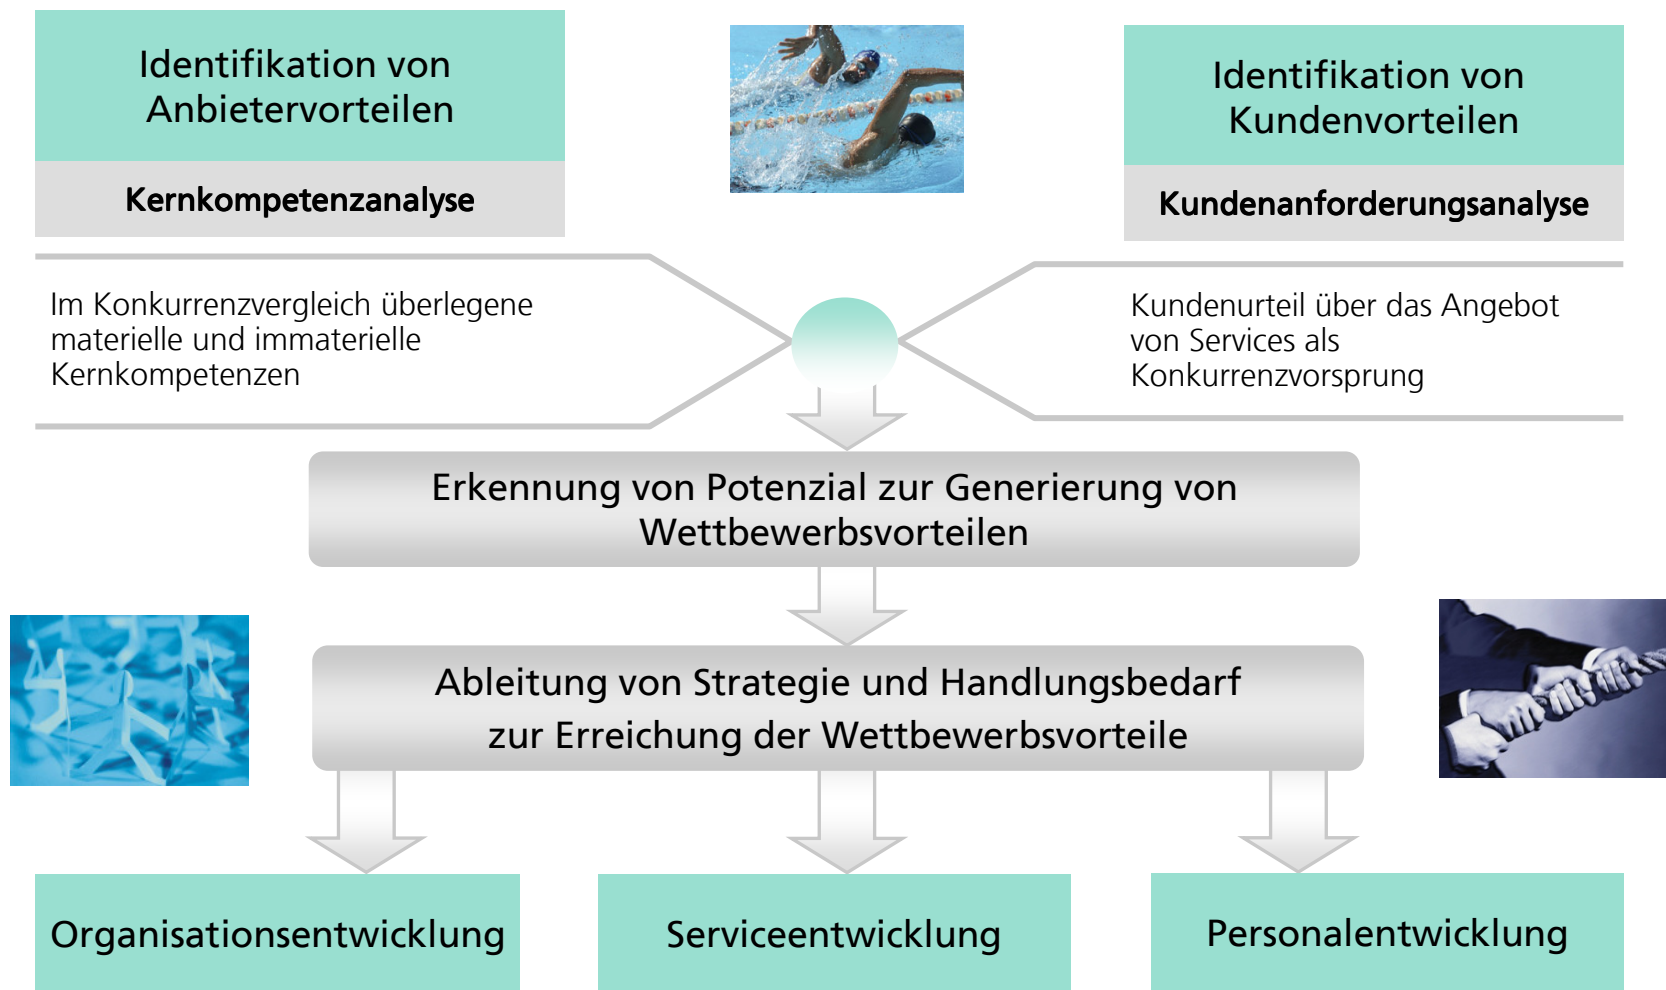 Identifikation von
Anbietervorteilen
Kernkompetenzanalyse
Im Konkurrenzvergleich überlegene
materielle und immaterielle
Kernkompetenzen
Identifikation von
Kundenvorteilen
Kundenanforderungsanalyse
Kundenurteil über das Angebot
von Services als
Konkurrenzvorsprung
Erkennung von Potenzial zur Generierung von
Wettbewerbsvorteilen
Ableitung von Strategie und Handlungsbedarf
zur Erreichung der Wettbewerbsvorteile
Organisationsentwicklung
Serviceentwicklung
Personalentwicklung